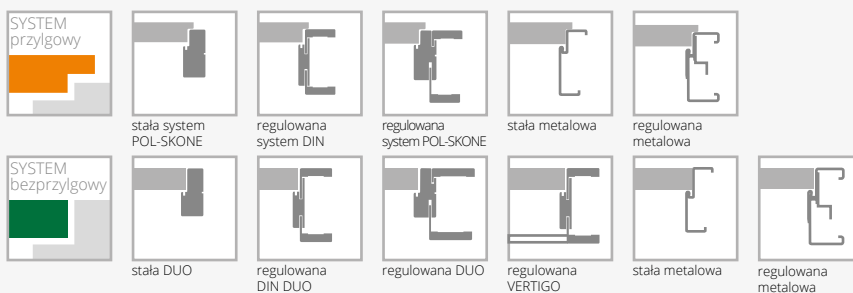 SYSTEM
przylgowy
stała system
POL-SKONE
regulowana
system DIN
regulowana
system POL-SKONE
stała metalowa
regulowana
metalowa
SYSTEM
bezprzylgowy
stała DUO
regulowana
DIN DUO
regulowana DUO
regulowana
VERTIGO
stała metalowa
regulowana
metalowa